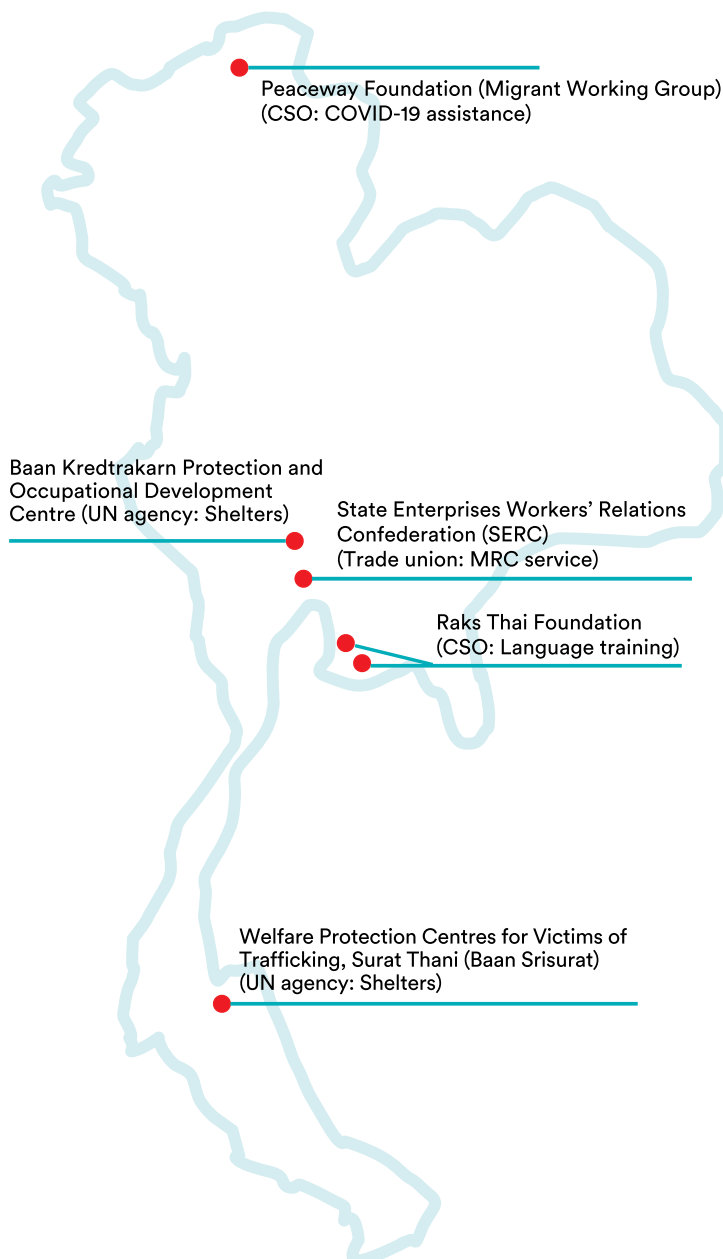 Peaceway Foundation (Migrant Working Group)
(CSO: COVID-19 assistance)
Baan Kredtrakarn Protection and
Occupational Development
Centre (UN agency: Shelters)
State Enterprises Workers’ Relations
Confederation (SERC)
(Trade union: MRC service)
Raks Thai Foundation
(CSO: Language training)
Welfare Protection Centres for Victims of
Trafficking, Surat Thani (Baan Srisurat)
(UN agency: Shelters)